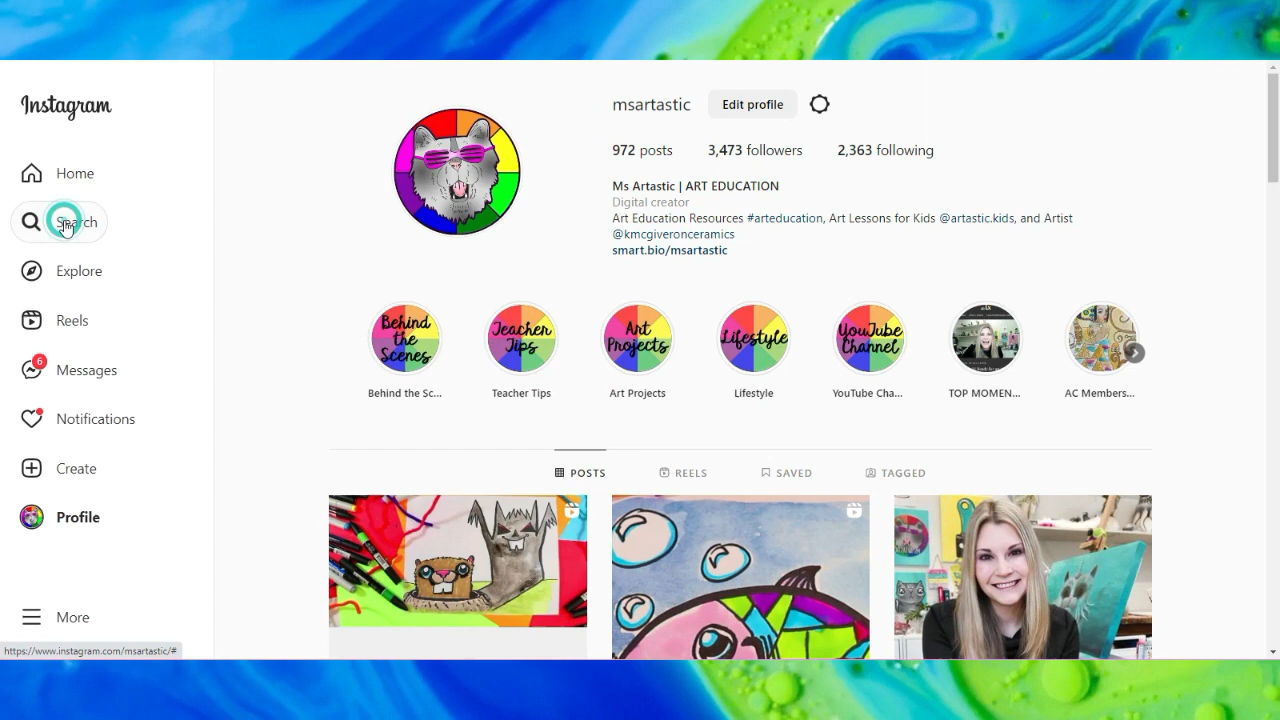 Instagram
Home
Search
Explore
Reels
6
Messages
Notifications
Create
Profile
More
https://www.instagram.com/msartastic/#
msartastic
Edit profile
972 posts 3,473 followers 2,363 following
Ms Artastic | ART EDUCATION
Digital creator
Art Education Resources #arteducation, Art Lessons for Kids @artastic.kids, and Artist
@kmcgiveronceramics
smart.bio/msartastic
Behind
the
Scenes
Teacher
Tips
Art
Projects
Lifestyle
YouTube
Channel
Behind the Sc...
Teacher Tips
Art Projects
Lifestyle
YouTube Cha...
TOP MOMEN...
AC Members...
POSTS
REELS
SAVED
TAGGED